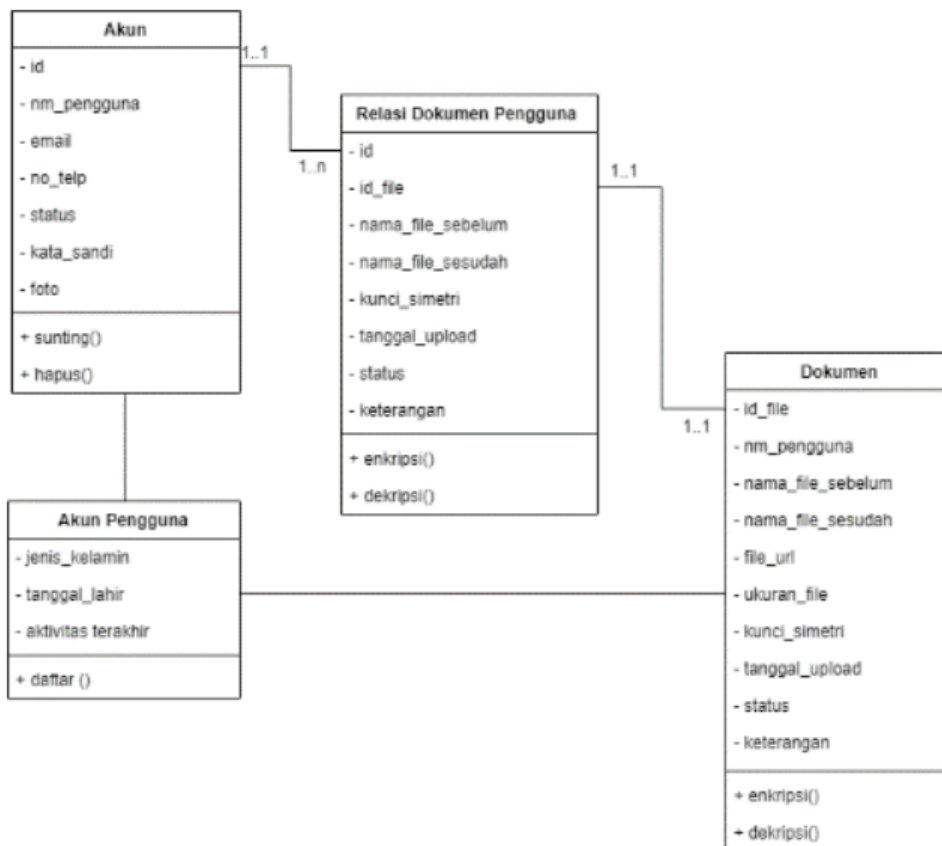 Akun
- id
- nm_pengguna
- email
- no_telp
- status
- kata_sandi
- foto
+ sunting()
+ hapus()
1..1
1..n
Relasi Dokumen Pengguna
- id
- id_file
- nama_file_sebelum
- nama_file_sesudah
- kunci_simetri
- tanggal_upload
- status
- keterangan
+ enkripsi()
+ dekripsi()
1..1
1..1
Dokumen
- id_file
- nm_pengguna
- nama_file_sebelum
- nama_file_sesudah
- file_url
- ukuran_file
- kunci_simetri
- tanggal_upload
- status
- keterangan
+ enkripsi()
+ dekripsi()
Akun Pengguna
- jenis_kelamin
- tanggal_lahir
- aktivitas terakhir
+ daftar ()